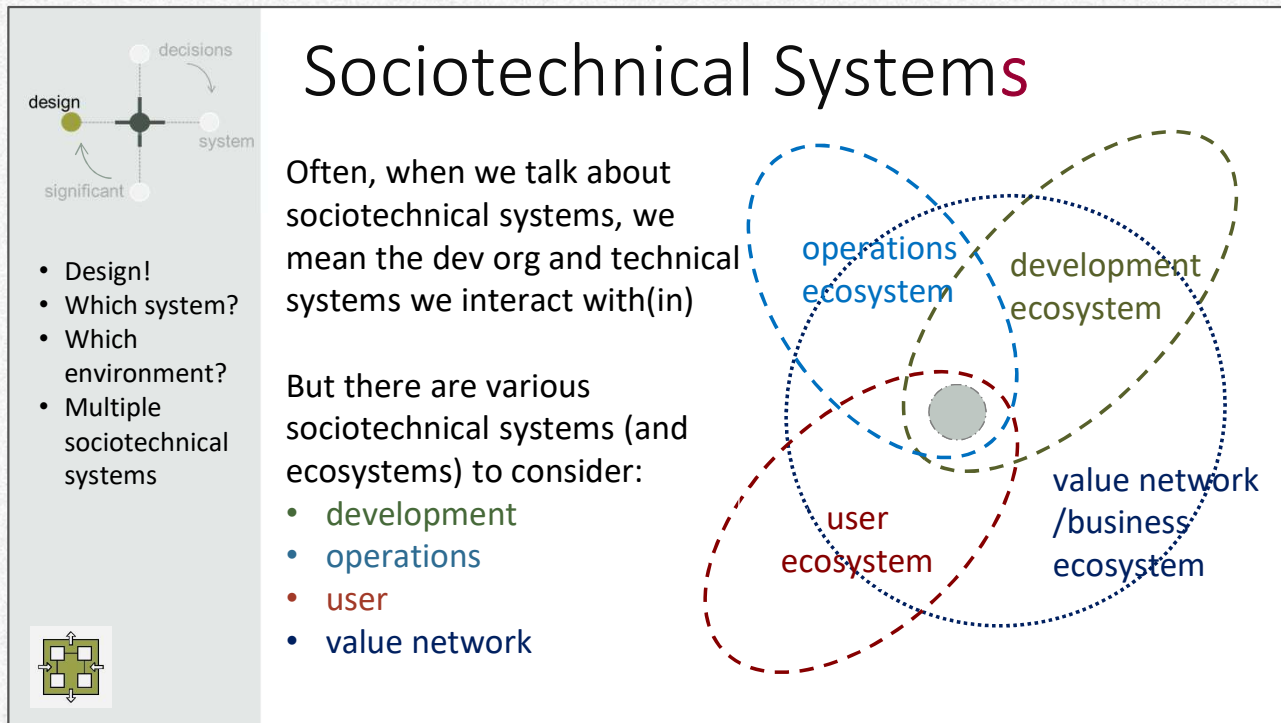 decisions
design
system
significant
• Design!
• Which system?
• Which
environment?
• Multiple
sociotechnical
systems
Sociotechnical Systems
Often, when we talk about
sociotechnical systems, we
mean the dev org and technical
systems we interact with(in)
But there are various
sociotechnical systems (and
ecosystems) to consider:
• development
• operations
• user
• value network
operations
ecosystem
development
ecosystem
user
ecosystem
value network
/business
ecosystem